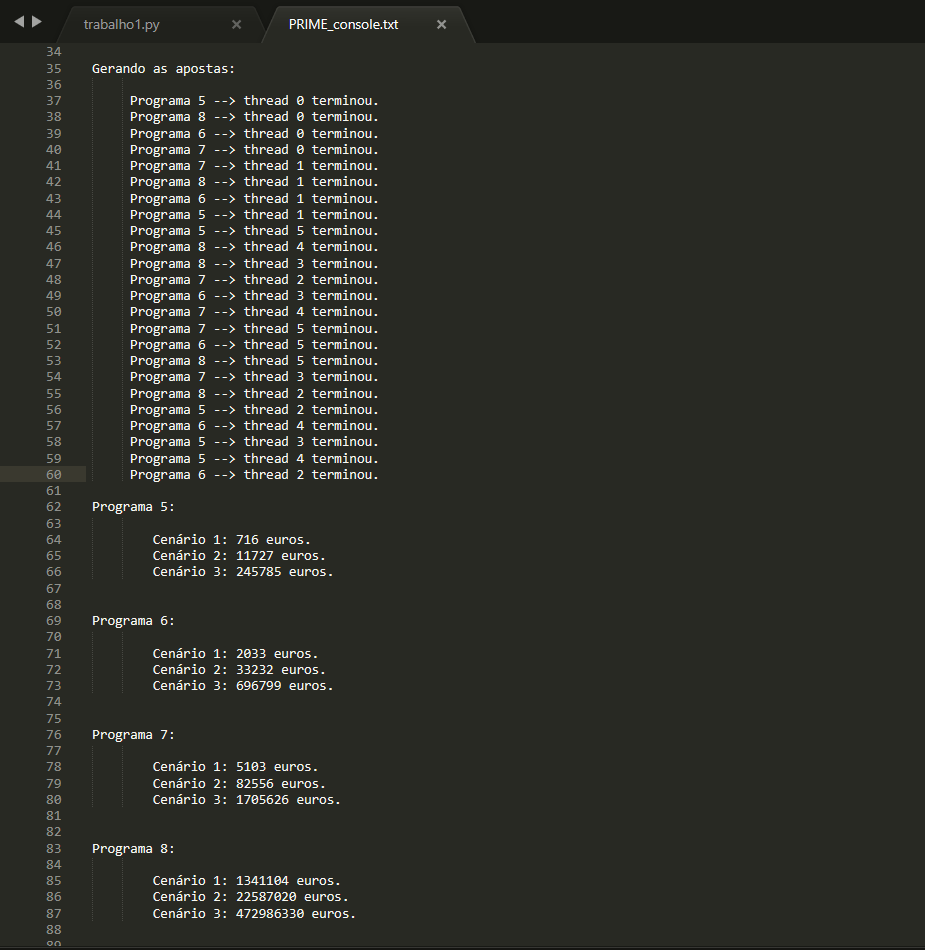 trabalho1.py
PRIME_console.txt
34
35 Gerando as apostas:
36
37 Programa 5 --> thread 0 terminou.
38 Programa 8 --> thread 0 terminou.
39 Programa 6 --> thread 0 terminou.
40 Programa 7 --> thread 0 terminou.
41 Programa 7 --> thread 1 terminou.
42 Programa 8 --> thread 1 terminou.
43 Programa 6 --> thread 1 terminou.
44 Programa 5 --> thread 1 terminou.
45 Programa 5 --> thread 5 terminou.
46 Programa 8 --> thread 4 terminou.
47 Programa 8 --> thread 3 terminou.
48 Programa 7 --> thread 2 terminou.
49 Programa 6 --> thread 3 terminou.
50 Programa 7 --> thread 4 terminou.
51 Programa 7 --> thread 5 terminou.
52 Programa 6 --> thread 5 terminou.
53 Programa 8 --> thread 5 terminou.
54 Programa 7 --> thread 3 terminou.
55 Programa 8 --> thread 2 terminou.
56 Programa 5 --> thread 2 terminou.
57 Programa 6 --> thread 4 terminou.
58 Programa 5 --> thread 3 terminou.
59 Programa 5 --> thread 4 terminou.
60 Programa 6 --> thread 2 terminou.
61
62 Programa 5:
63
64 Cenário 1: 716 euros.
65 Cenário 2: 11727 euros.
66 Cenário 3: 245785 euros.
67
68
69 Programa 6:
70
71 Cenário 1: 2033 euros.
72 Cenário 2: 33232 euros.
73 Cenário 3: 696799 euros.
74
75
76 Programa 7:
77
78 Cenário 1: 5103 euros.
79 Cenário 2: 82556 euros.
80 Cenário 3: 1705626 euros.
81
82
83 Programa 8:
84
85 Cenário 1: 1341104 euros.
86 Cenário 2: 22587020 euros.
87 Cenário 3: 472986330 euros.
88
89